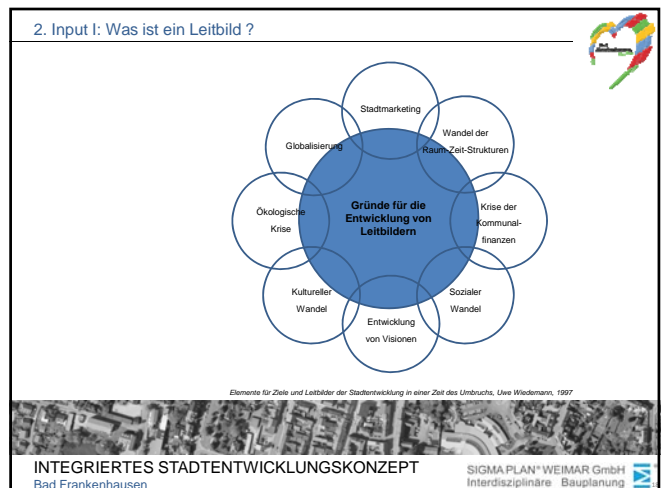 2. Input I: Was ist ein Leitbild ?
Stadtmarketing
Wandel der
Raum-Zeit-Strukturen
Globalisierung
Gründe für die
Entwicklung von
Leitbildern
Ökologische
Krise
Krise der
Kommunal-
finanzen
Kultureller
Wandel
Sozialer
Wandel
Entwicklung
von Visionen
Elemente für Ziele und Leitbilder der Stadtentwicklung in einer Zeit des Umbruchs, Uwe Wiedemann, 1997
INTEGRIERTES STADTENTWICKLUNGSKONZEPT
Bad Frankenhausen
SIGMA PLAN® WEIMAR GmbH
Interdisziplinäre Bauplanung